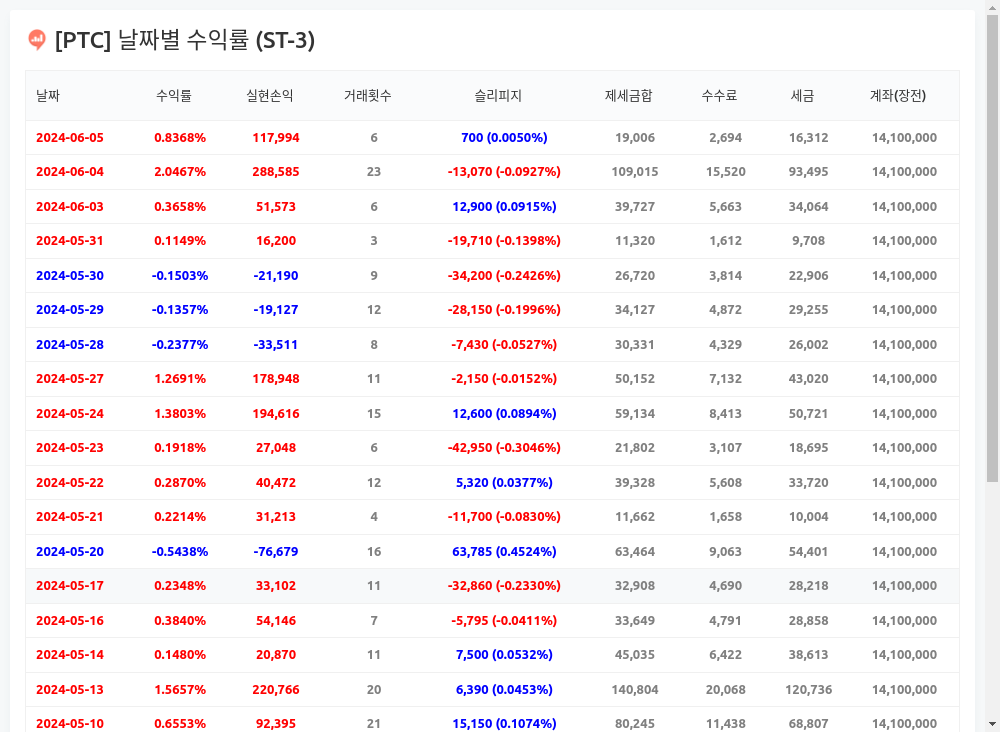 [PTC] 날짜별 수익률 (ST-3)
날짜 수익률 실현손익 거래횟수 슬리피지 제세금합 수수료 세금 계좌(장전)
2024-06-05 0.8368% 117,994 6 700 (0.0050%) 19,006 2,694 16,312 14,100,000
2024-06-04 2.0467% 288,585 23 -13,070 (-0.0927%) 109,015 15,520 93,495 14,100,000
2024-06-03 0.3658% 51,573 6 12,900 (0.0915%) 39,727 5,663 34,064 14,100,000
2024-05-31 0.1149% 16,200 3 -19,710 (-0.1398%) 11,320 1,612 9,708 14,100,000
2024-05-30 -0.1503% -21,190 9 -34,200 (-0.2426%) 26,720 3,814 22,906 14,100,000
2024-05-29 -0.1357% -19,127 12 -28,150 (-0.1996%) 34,127 4,872 29,255 14,100,000
2024-05-28 -0.2377% -33,511 8 -7,430 (-0.0527%) 30,331 4,329 26,002 14,100,000
2024-05-27 1.2691% 178,948 11 -2,150 (-0.0152%) 50,152 7,132 43,020 14,100,000
2024-05-24 1.3803% 194,616 15 12,600 (0.0894%) 59,134 8,413 50,721 14,100,000
2024-05-23 0.1918% 27,048 6 -42,950 (-0.3046%) 21,802 3,107 18,695 14,100,000
2024-05-22 0.2870% 40,472 12 5,320 (0.0377%) 39,328 5,608 33,720 14,100,000
2024-05-21 0.2214% 31,213 4 -11,700 (-0.0830%) 11,662 1,658 10,004 14,100,000
2024-05-20 -0.5438% -76,679 16 63,785 (0.4524%) 63,464 9,063 54,401 14,100,000
2024-05-17 0.2348% 33,102 11 -32,860 (-0.2330%) 32,908 4,690 28,218 14,100,000
2024-05-16 0.3840% 54,146 7 -5,795 (-0.0411%) 33,649 4,791 28,858 14,100,000
2024-05-14 0.1480% 20,870 11 7,500 (0.0532%) 45,035 6,422 38,613 14,100,000
2024-05-13 1.5657% 220,766 20 6,390 (0.0453%) 140,804 20,068 120,736 14,100,000
2024-05-10 0.6553% 92,395 21 15,150 (0.1074%) 80,245 11,438 68,807 14,100,000